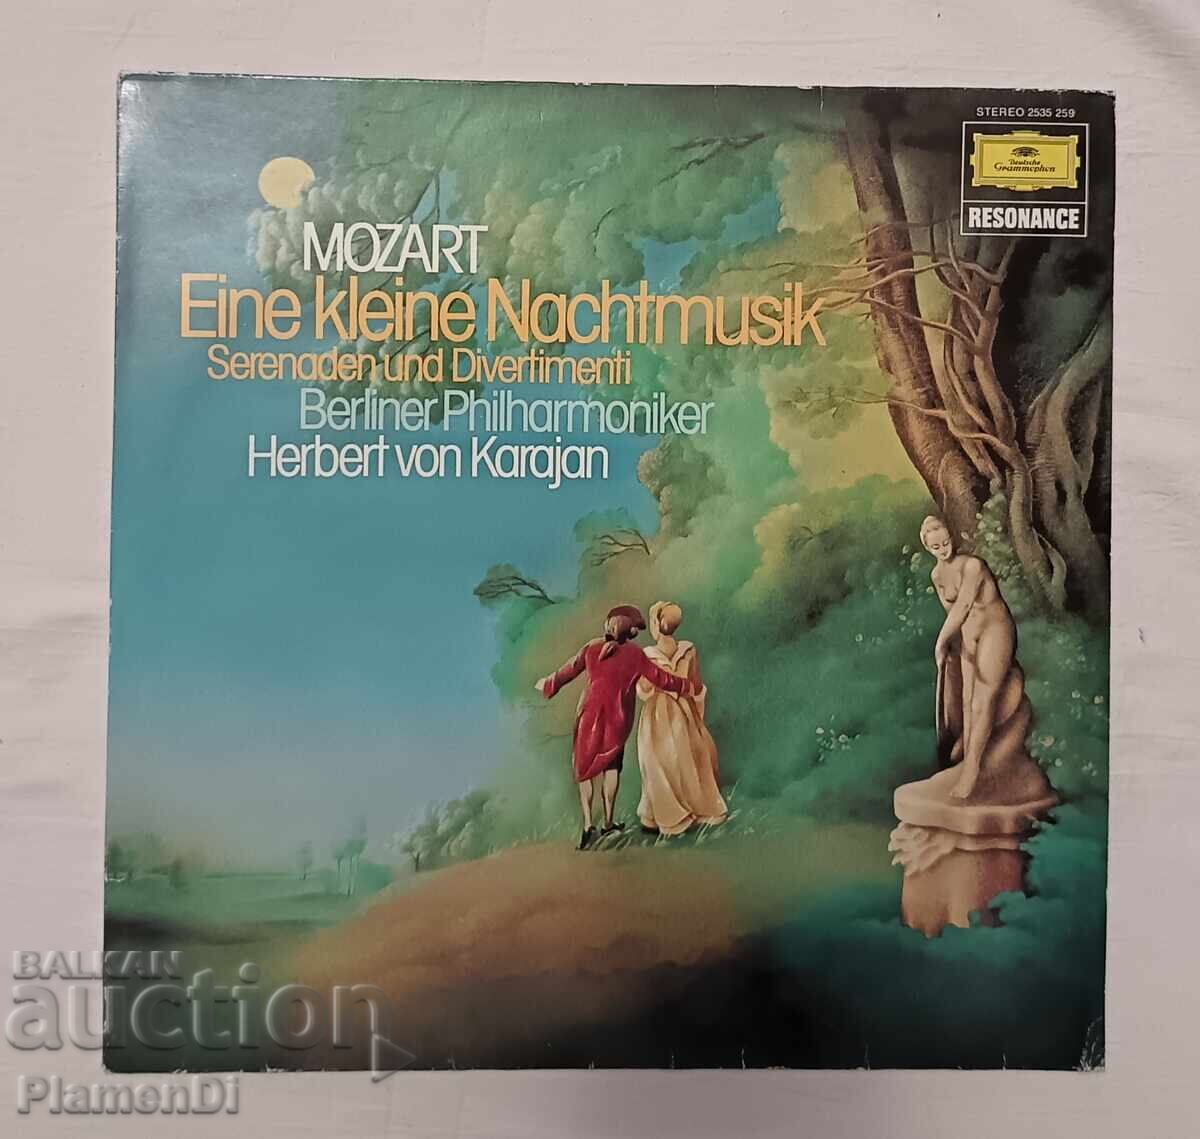 STEREO 2535 259
Deutsche
Grammophon
RESONANCE
MOZART
Eine kleine Nachtmusik
Serenaden und Divertimenti
Berliner Philharmoniker
Herbert von Karajan
BALKAN
auction
PlamenDi